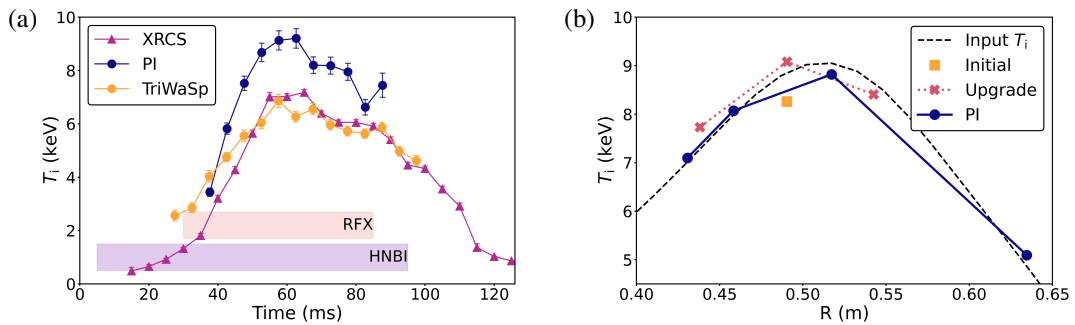 (a)
10
8
6
4
2
0
T_i (keV)
XRCS
PI
TriWaSp
RFX
HNBI
0 20 40 60 80 100 120
Time (ms)
(b)
10
9
8
7
6
5
T_i (keV)
Input T_i
Initial
Upgrade
PI
0.40 0.45 0.50 0.55 0.60 0.65
R (m)